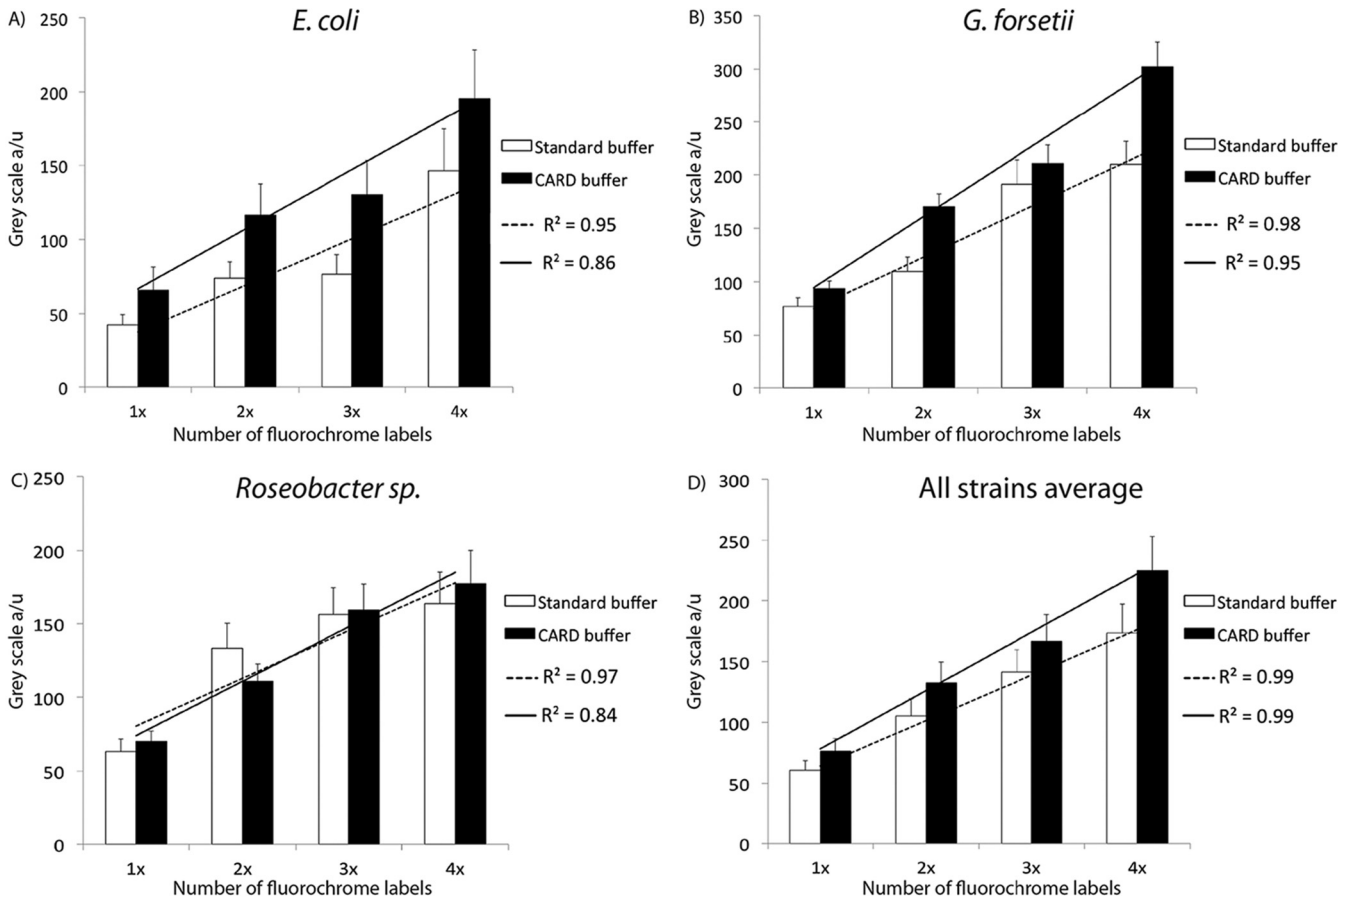 A)
E. coli
250
200
150
100
50
0
Grey scale a/u
1x 2x 3x 4x
Number of fluorochrome labels
Standard buffer
CARD buffer
R² = 0.95
R² = 0.86
B)
G. forsetii
350
300
250
200
150
100
50
0
Grey scale a/u
1x 2x 3x 4x
Number of fluorochrome labels
Standard buffer
CARD buffer
R² = 0.98
R² = 0.95
C)
Roseobacter sp.
250
200
150
100
50
0
Grey scale a/u
1x 2x 3x 4x
Number of fluorochrome labels
Standard buffer
CARD buffer
R² = 0.97
R² = 0.84
D)
All strains average
300
250
200
150
100
50
0
Grey scale a/u
1x 2x 3x 4x
Number of fluorochrome labels
Standard buffer
CARD buffer
R² = 0.99
R² = 0.99